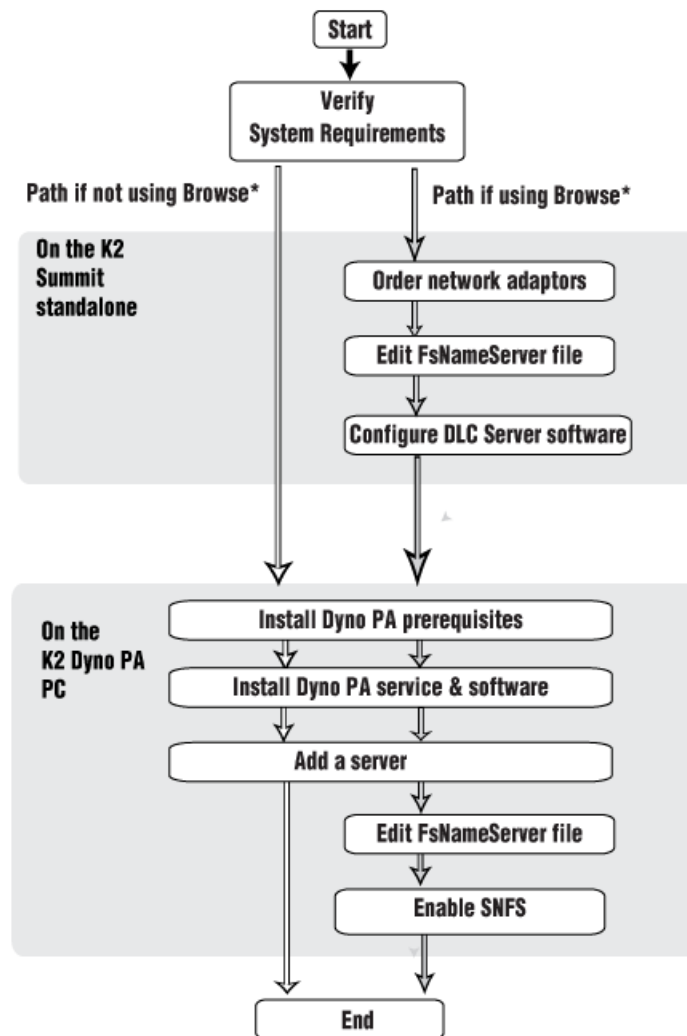 Start
Verify
System Requirements
Path if not using Browse*
Path if using Browse*
On the K2
Summit
standalone
Order network adaptors
Edit FsNameServer file
Configure DLC Server software
On the
K2 Dyno PA
PC
Install Dyno PA prerequisites
Install Dyno PA service & software
Add a server
Edit FsNameServer file
Enable SNFS
End